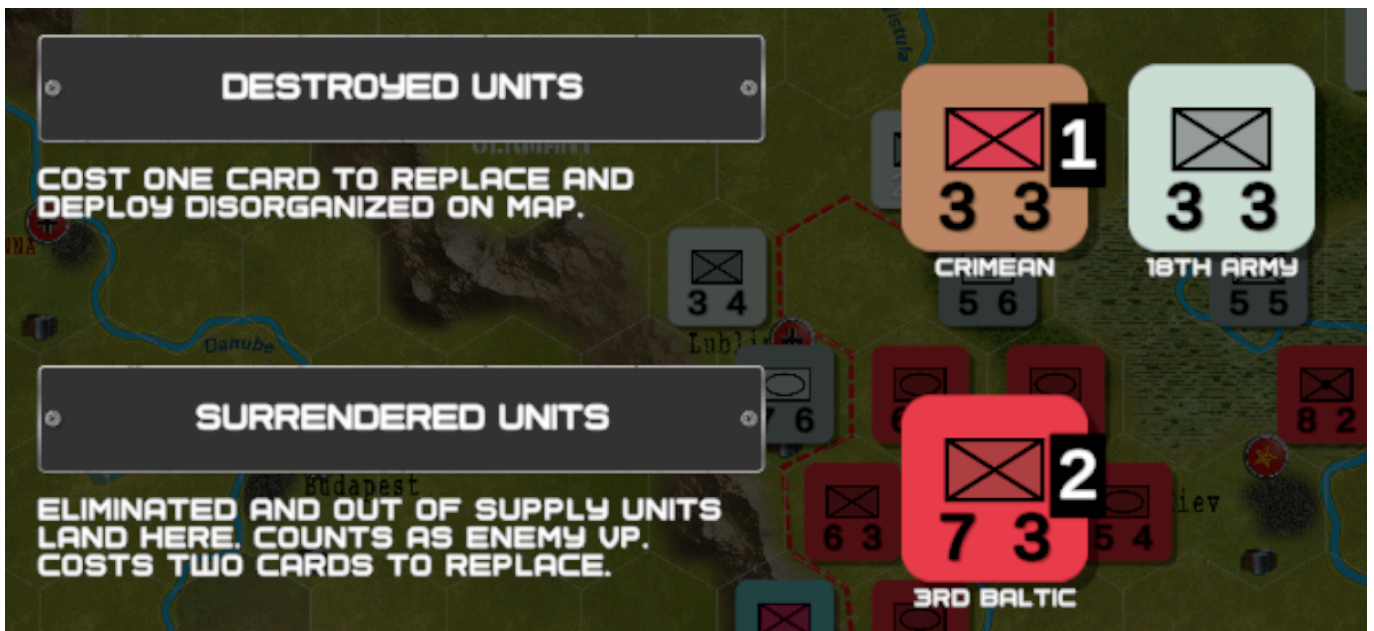 Vistula
DESTROYED UNITS
1
GERMANY
COST ONE CARD TO REPLACE AND
DEPLOY DISORGANIZED ON MAP.
3 3
3 3
CRIMEAN
18TH ARMY
3 4
5 6
5 5
Danube
SURRENDERED UNITS
7 6
6
8 2
2
Budapest
ELIMINATED AND OUT OF SUPPLY UNITS
LAND HERE. COUNTS AS ENEMY VP.
COSTS TWO CARDS TO REPLACE.
6 3
7 3
5 4
3RD BALTIC